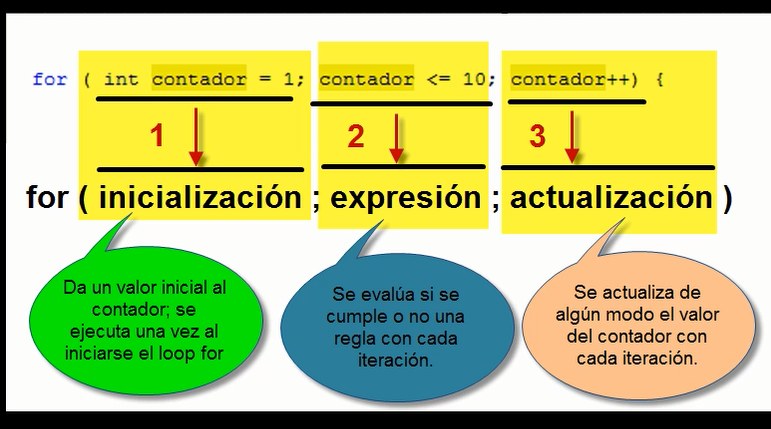 for ( int contador = 1; contador <= 10; contador++) {
1 2 3
for ( inicialización ; expresión ; actualización )
Da un valor inicial al
contador; se
ejecuta una vez al
iniciarse el loop for
Se evalúa si se
cumple o no una
regla con cada
iteración.
Se actualiza de
algún modo el valor
del contador con
cada iteración.